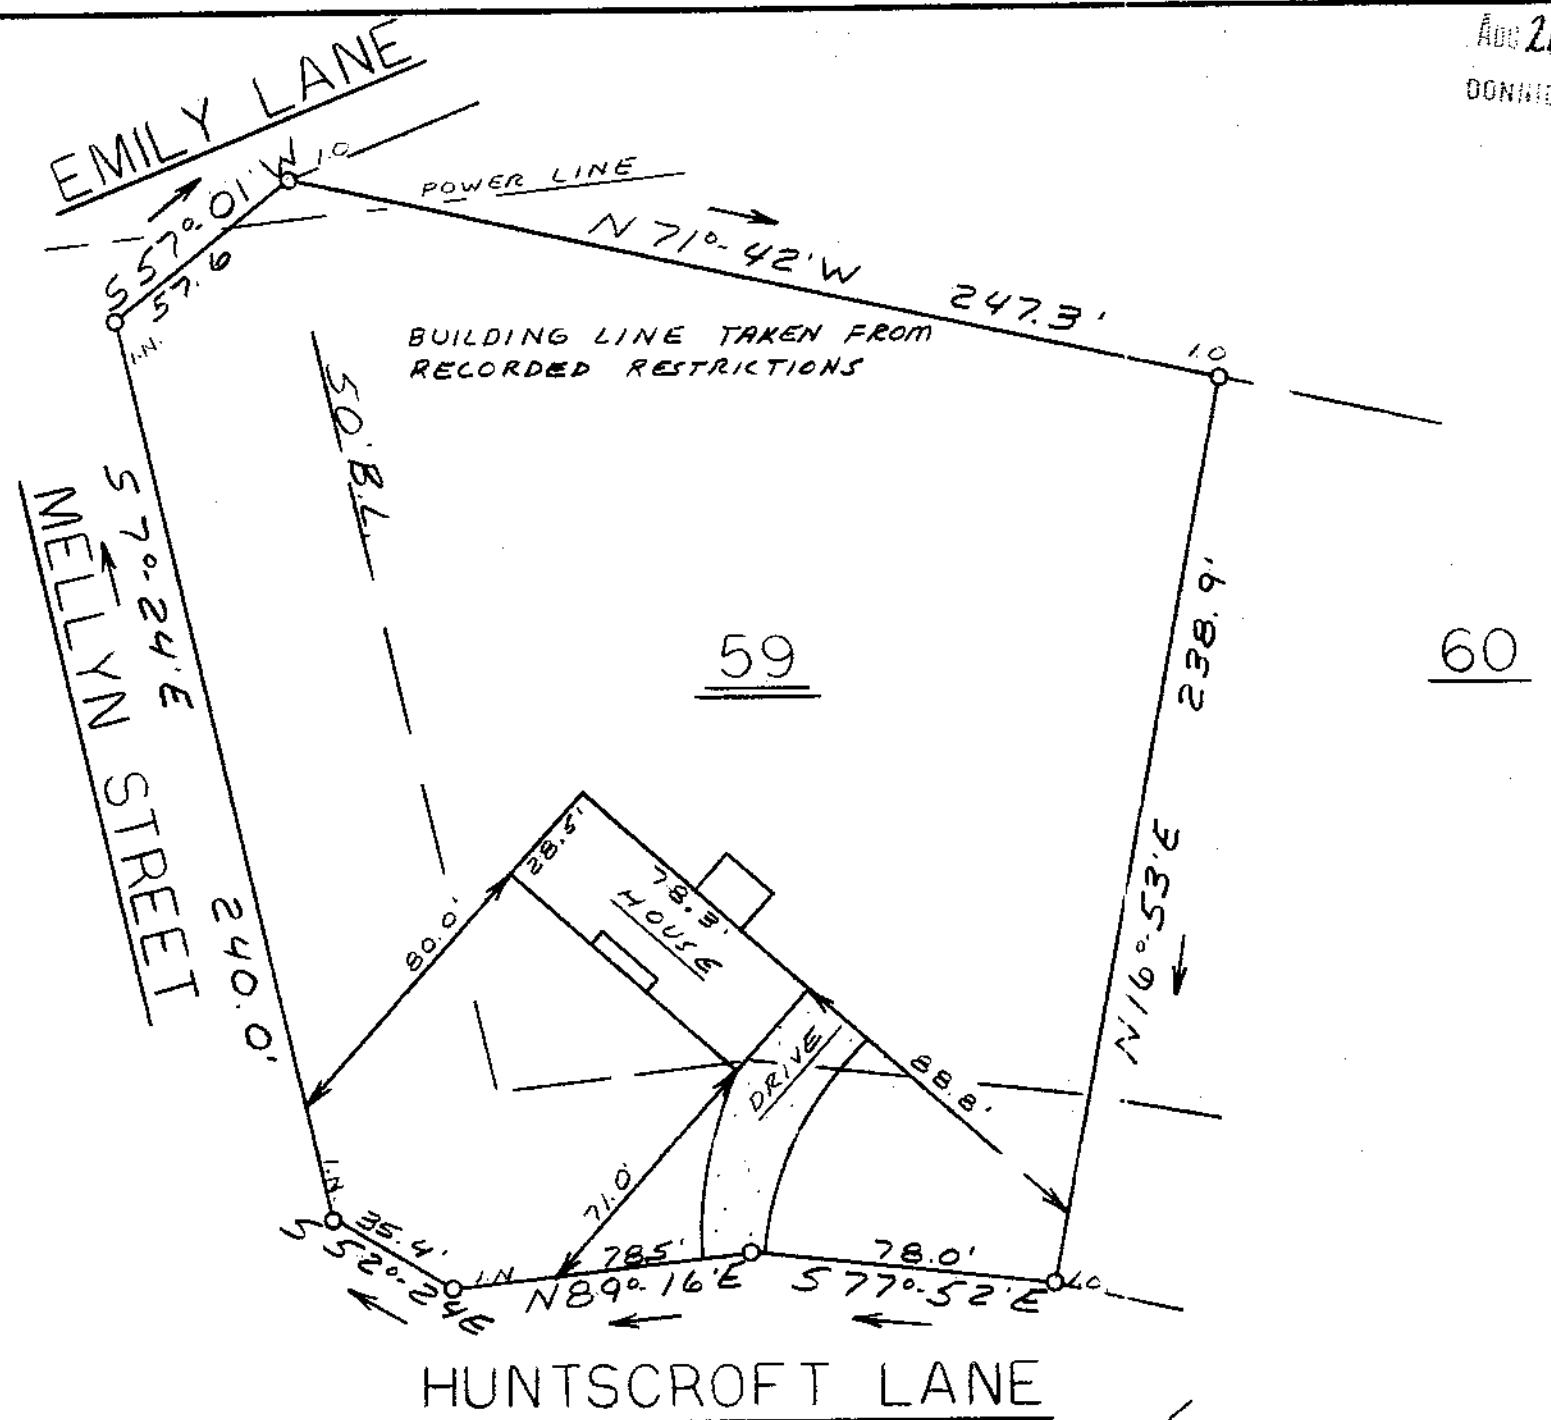 AUG 2
DONNIE
EMILY LANE
S 57°-01' W
57.6
I.O
POWER LINE
N 71°-42' W
247.3'
I.O
I.N.
BUILDING LINE TAKEN FROM
RECORDED RESTRICTIONS
50' B.L.
MELLYN STREET
S 7°-24' E
240.0'
59
60
238.9'
N 16°-53' E
28.5'
78.3'
HOUSE
80.0'
DRIVE
88.8'
71.0'
I.N.
35.4'
S 52°-24 E
I.N
78.5'
N 89°-16' E
78.0'
S 77°-52' E
I.O.
HUNTSCROFT LANE